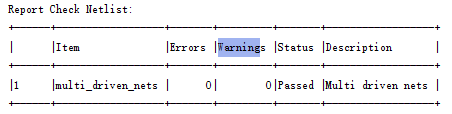 Report Check Netlist:
+------+-------------------+--------+----------+--------+-------------------+
|      |Item               |Errors  |Warnings  |Status  |Description        |
+------+-------------------+--------+----------+--------+-------------------+
|1     |multi_driven_nets  |       0|         0|Passed  |Multi driven nets  |
+------+-------------------+--------+----------+--------+-------------------+